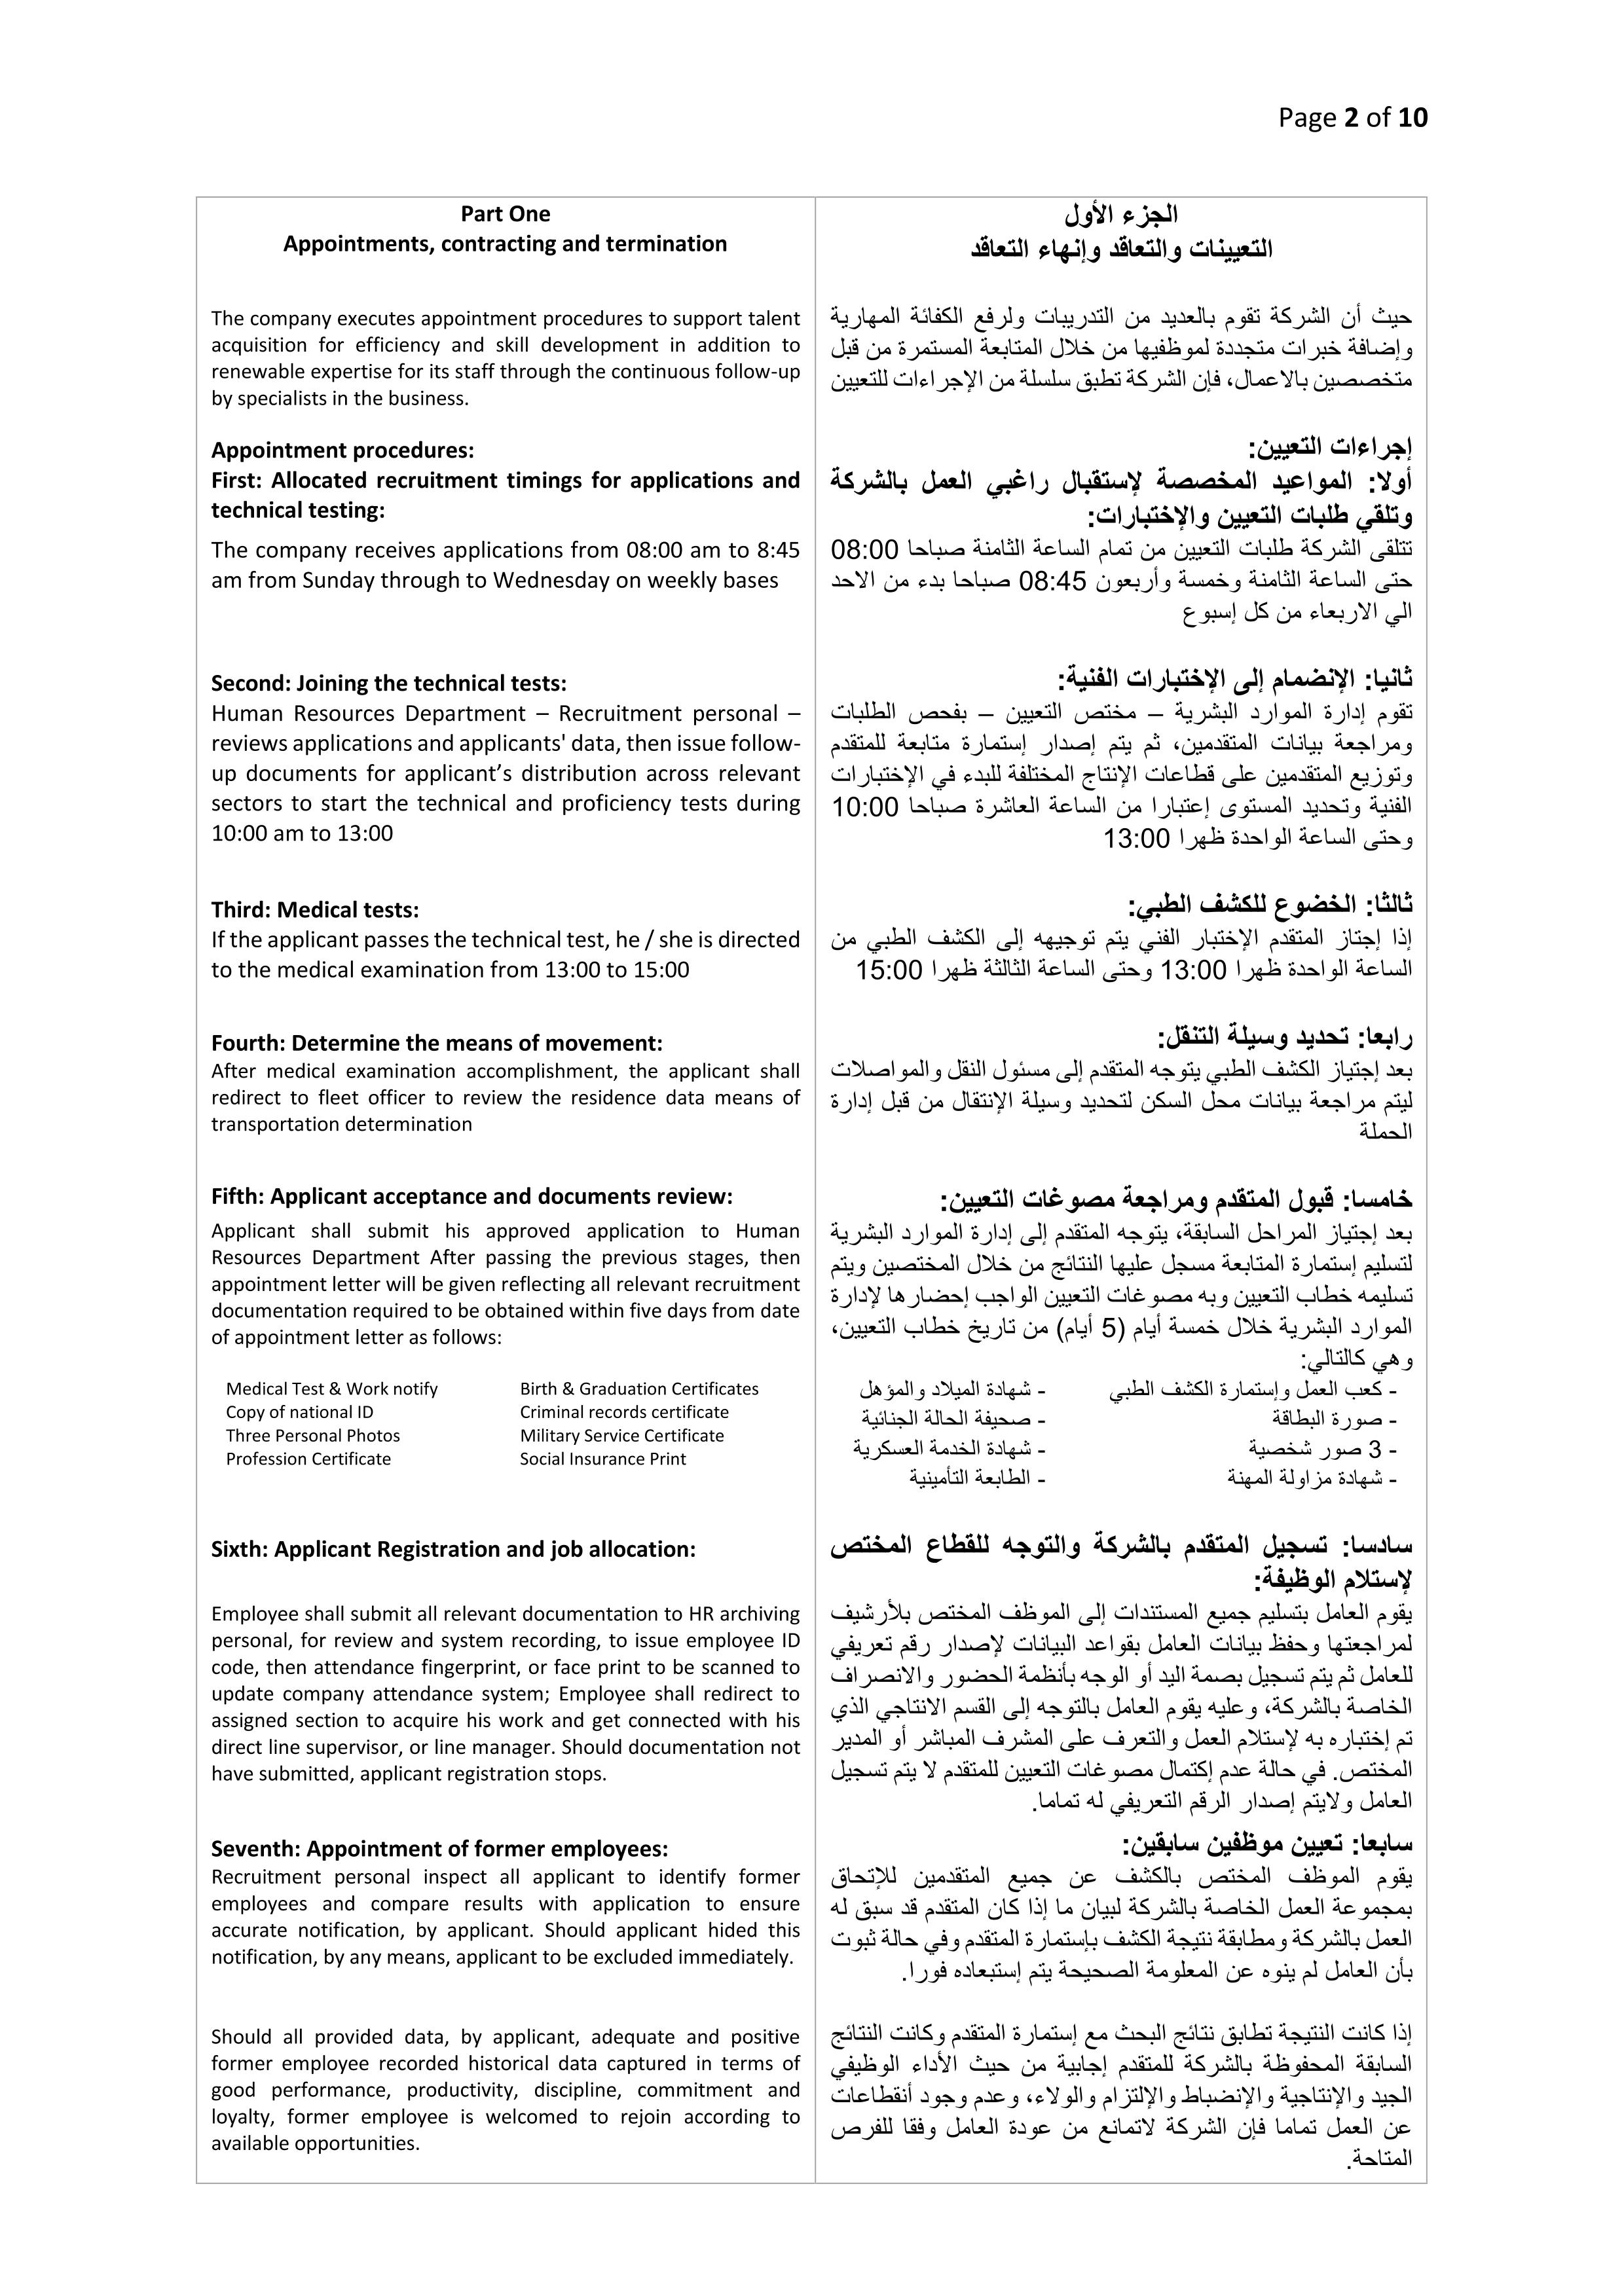 Page 2 of 10
Part One
Appointments, contracting and termination
The company executes appointment procedures to support talent
acquisition for efficiency and skill development in addition to
renewable expertise for its staff through the continuous follow-up
by specialists in the business.
Appointment procedures:
First: Allocated recruitment timings for applications and
technical testing:
The company receives applications from 08:00 am to 8:45
am from Sunday through to Wednesday on weekly bases
Second: Joining the technical tests:
Human Resources Department – Recruitment personal –
reviews applications and applicants' data, then issue follow-
up documents for applicant’s distribution across relevant
sectors to start the technical and proficiency tests during
10:00 am to 13:00
Third: Medical tests:
If the applicant passes the technical test, he / she is directed
to the medical examination from 13:00 to 15:00
Fourth: Determine the means of movement:
After medical examination accomplishment, the applicant shall
redirect to fleet officer to review the residence data means of
transportation determination
Fifth: Applicant acceptance and documents review:
Applicant shall submit his approved application to Human
Resources Department After passing the previous stages, then
appointment letter will be given reflecting all relevant recruitment
documentation required to be obtained within five days from date
of appointment letter as follows:
Medical Test & Work notify Birth & Graduation Certificates
Copy of national ID Criminal records certificate
Three Personal Photos Military Service Certificate
Profession Certificate Social Insurance Print
Sixth: Applicant Registration and job allocation:
Employee shall submit all relevant documentation to HR archiving
personal, for review and system recording, to issue employee ID
code, then attendance fingerprint, or face print to be scanned to
update company attendance system; Employee shall redirect to
assigned section to acquire his work and get connected with his
direct line supervisor, or line manager. Should documentation not
have submitted, applicant registration stops.
Seventh: Appointment of former employees:
Recruitment personal inspect all applicant to identify former
employees and compare results with application to ensure
accurate notification, by applicant. Should applicant hided this
notification, by any means, applicant to be excluded immediately.
Should all provided data, by applicant, adequate and positive
former employee recorded historical data captured in terms of
good performance, productivity, discipline, commitment and
loyalty, former employee is welcomed to rejoin according to
available opportunities.
الجزء الأول
التعيينات والتعاقد وإنهاء التعاقد
حيث أن الشركة تقوم بالعديد من التدريبات ولرفع الكفائة المهارية
وإضافة خبرات متجددة لموظفيها من خلال المتابعة المستمرة من قبل
متخصصين بالاعمال، فإن الشركة تطبق سلسلة من الإجراءات للتعيين
إجراءات التعيين:
أولا: المواعيد المخصصة لإستقبال راغبي العمل بالشركة
وتلقي طلبات التعيين والإختبارات:
تتلقى الشركة طلبات التعيين من تمام الساعة الثامنة صباحا 08:00
حتى الساعة الثامنة وخمسة وأربعون 08:45 صباحا بدء من الاحد
الي الاربعاء من كل إسبوع
ثانيا: الإنضمام إلى الإختبارات الفنية:
تقوم إدارة الموارد البشرية – مختص التعيين – بفحص الطلبات
ومراجعة بيانات المتقدمين، ثم يتم إصدار إستمارة متابعة للمتقدم
وتوزيع المتقدمين على قطاعات الإنتاج المختلفة للبدء في الإختبارات
الفنية وتحديد المستوى إعتبارا من الساعة العاشرة صباحا 10:00
وحتى الساعة الواحدة ظهرا 13:00
ثالثا: الخضوع للكشف الطبي:
إذا إجتاز المتقدم الإختبار الفني يتم توجيهه إلى الكشف الطبي من
الساعة الواحدة ظهرا 13:00 وحتى الساعة الثالثة ظهرا 15:00
رابعا: تحديد وسيلة التنقل:
بعد إجتياز الكشف الطبي يتوجه المتقدم إلى مسئول النقل والمواصلات
ليتم مراجعة بيانات محل السكن لتحديد وسيلة الإنتقال من قبل إدارة
الحملة
خامسا: قبول المتقدم ومراجعة مصوغات التعيين:
بعد إجتياز المراحل السابقة، يتوجه المتقدم إلى إدارة الموارد البشرية
لتسليم إستمارة المتابعة مسجل عليها النتائج من خلال المختصين ويتم
تسليمه خطاب التعيين وبه مصوغات التعيين الواجب إحضارها لإدارة
الموارد البشرية خلال خمسة أيام (5 أيام) من تاريخ خطاب التعيين،
وهي كالتالي:
- كعب العمل وإستمارة الكشف الطبي - شهادة الميلاد والمؤهل
- صورة البطاقة - صحيفة الحالة الجنائية
- 3 صور شخصية - شهادة الخدمة العسكرية
- شهادة مزاولة المهنة - الطابعة التأمينية
سادسا: تسجيل المتقدم بالشركة والتوجه للقطاع المختص
لإستلام الوظيفة:
يقوم العامل بتسليم جميع المستندات إلى الموظف المختص بلأرشيف
لمراجعتها وحفظ بيانات العامل بقواعد البيانات لإصدار رقم تعريفي
للعامل ثم يتم تسجيل بصمة اليد أو الوجه بأنظمة الحضور والانصراف
الخاصة بالشركة، وعليه يقوم العامل بالتوجه إلى القسم الانتاجي الذي
تم إختباره به لإستلام العمل والتعرف على المشرف المباشر أو المدير
المختص. في حالة عدم إكتمال مصوغات التعيين للمتقدم لا يتم تسجيل
العامل ولايتم إصدار الرقم التعريفي له تماما.
سابعا: تعيين موظفين سابقين:
يقوم الموظف المختص بالكشف عن جميع المتقدمين للإتحاق
بمجموعة العمل الخاصة بالشركة لبيان ما إذا كان المتقدم قد سبق له
العمل بالشركة ومطابقة نتيجة الكشف بإستمارة المتقدم وفي حالة ثبوت
بأن العامل لم ينوه عن المعلومة الصحيحة يتم إستبعاده فورا.
إذا كانت النتيجة تطابق نتائج البحث مع إستمارة المتقدم وكانت النتائج
السابقة المحفوظة بالشركة للمتقدم إجابية من حيث الأداء الوظيفي
الجيد والإنتاجية والإنضباط والإلتزام والولاء، وعدم وجود أنقطاعات
عن العمل تماما فإن الشركة لاتمانع من عودة العامل وفقا للفرص
المتاحة.